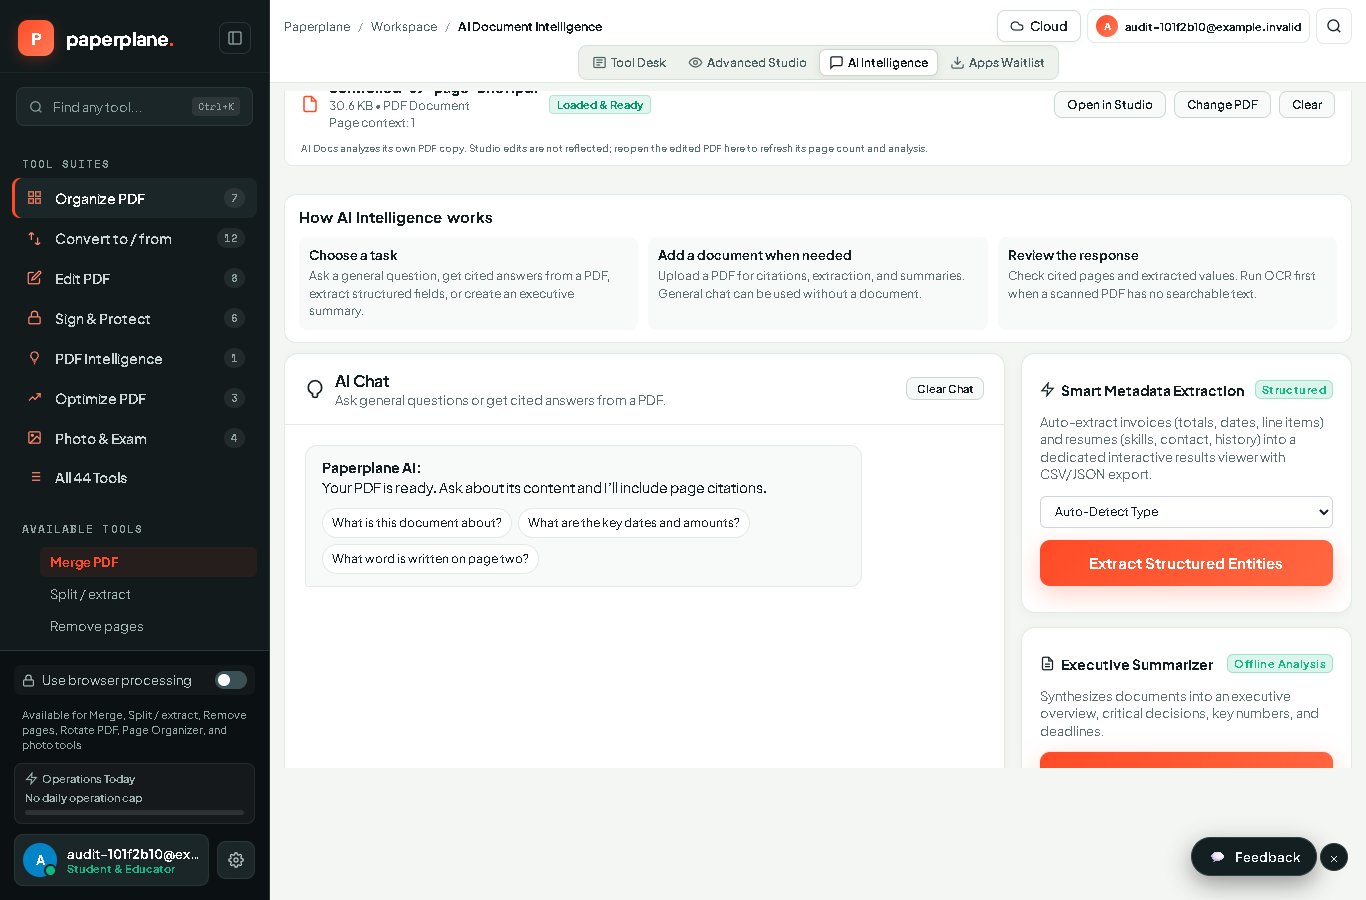 P
paperplane.
Find any tool...
Ctrl+K
TOOL SUITES
Organize PDF 7
Convert to / from 12
Edit PDF 8
Sign & Protect 6
PDF Intelligence 1
Optimize PDF 3
Photo & Exam 4
All 44 Tools
AVAILABLE TOOLS
Merge PDF
Split / extract
Remove pages
Use browser processing
Available for Merge, Split / extract, Remove
pages, Rotate PDF, Page Organizer, and
photo tools
Operations Today
No daily operation cap
A
audit-101f2b10@ex...
Student & Educator
Paperplane / Workspace / AI Document Intelligence
Cloud
A audit-101f2b10@example.invalid
Tool Desk
Advanced Studio
AI Intelligence
Apps Waitlist
30.6 KB • PDF Document
Page context: 1
Loaded & Ready
Open in Studio
Change PDF
Clear
AI Docs analyzes its own PDF copy. Studio edits are not reflected; reopen the edited PDF here to refresh its page count and analysis.
How AI Intelligence works
Choose a task
Ask a general question, get cited answers from a PDF,
extract structured fields, or create an executive
summary.
Add a document when needed
Upload a PDF for citations, extraction, and summaries.
General chat can be used without a document.
Review the response
Check cited pages and extracted values. Run OCR first
when a scanned PDF has no searchable text.
AI Chat
Ask general questions or get cited answers from a PDF.
Clear Chat
Paperplane AI:
Your PDF is ready. Ask about its content and I'll include page citations.
What is this document about?
What are the key dates and amounts?
What word is written on page two?
Smart Metadata Extraction
Structured
Auto-extract invoices (totals, dates, line items)
and resumes (skills, contact, history) into a
dedicated interactive results viewer with
CSV/JSON export.
Auto-Detect Type
Extract Structured Entities
Executive Summarizer
Offline Analysis
Synthesizes documents into an executive
overview, critical decisions, key numbers, and
deadlines.
Feedback
×